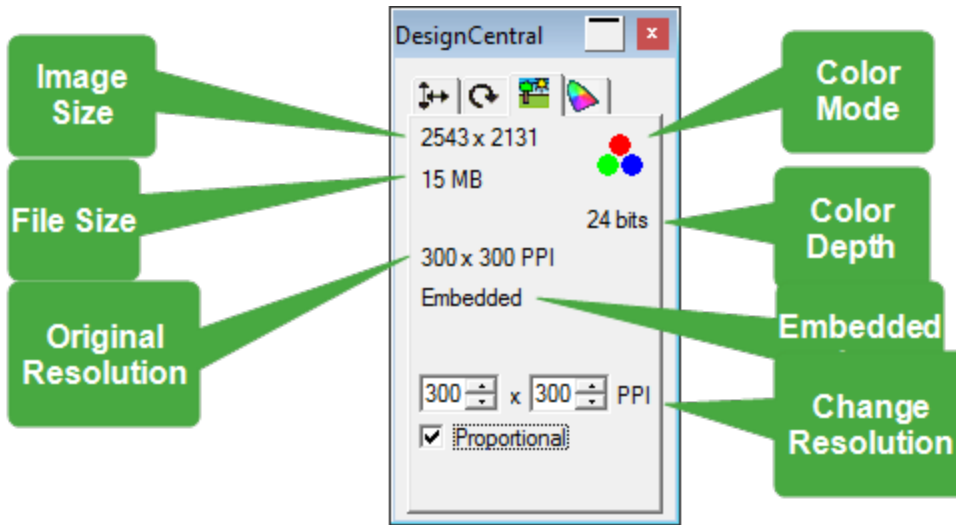 DesignCentral
Image
Size
File Size
Original
Resolution
2543 x 2131
15 MB
24 bits
300 x 300 PPI
Embedded
300 x 300 PPI
Proportional
Color
Mode
Color
Depth
Embedded
Change
Resolution